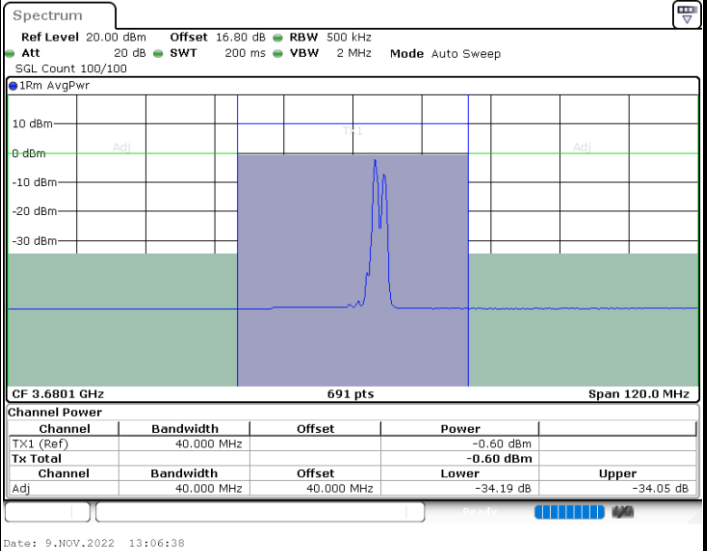 Spectrum
Ref Level 20.00 dBm Offset 16.80 dB RBW 500 kHz
Att 20 dB SWT 200 ms VBW 2 MHz Mode Auto Sweep
SGL Count 100/100
1Rm AvgPwr
10 dBm
TX1
Adj Adj
0 dBm
-10 dBm
-20 dBm
-30 dBm
CF 3.6801 GHz 691 pts Span 120.0 MHz
Channel Power
Channel Bandwidth Offset Power
TX1 (Ref) 40.000 MHz -0.60 dBm
Tx Total -0.60 dBm
Channel Bandwidth Offset Lower Upper
Adj 40.000 MHz 40.000 MHz -34.19 dB -34.05 dB
Ready
Date: 9.NOV.2022 13:06:38